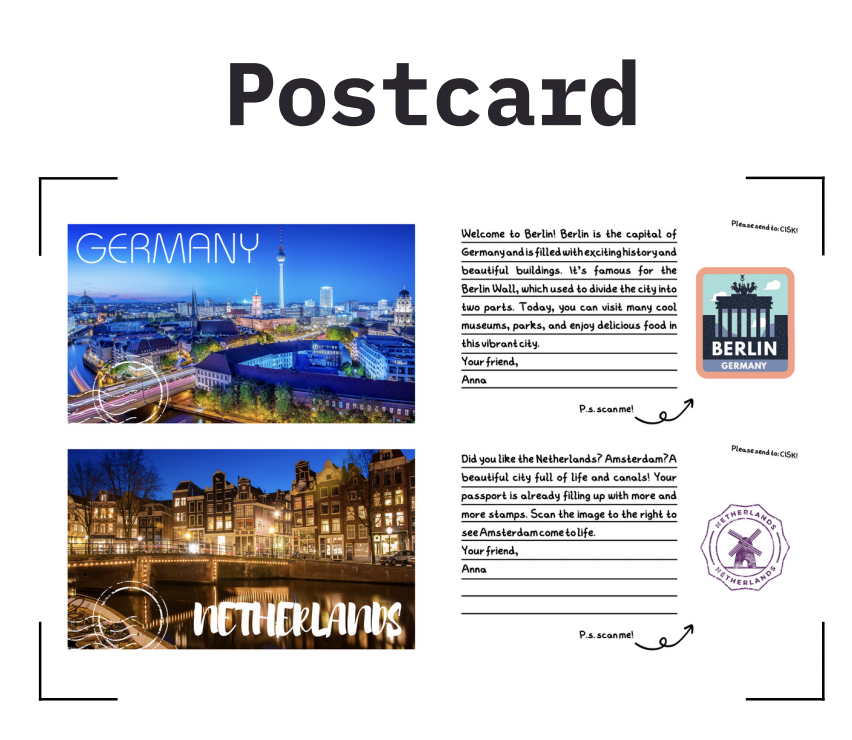 Postcard
GERMANY
Welcome to Berlin! Berlin is the capital of
Germany and is filled with exciting history and
beautiful buildings. It's famous for the
Berlin Wall, which used to divide the city into
two parts. Today, you can visit many cool
museums, parks, and enjoy delicious food in
this vibrant city.
Your friend,
Anna
P.s. scan me!
Please send to: CISK!
BERLIN
GERMANY
NETHERLANDS
Did you like the Netherlands? Amsterdam? A
beautiful city full of life and canals! Your
passport is already filling up with more and
more stamps. Scan the image to the right to
see Amsterdam come to life.
Your friend,
Anna
P.s. scan me!
Please send to: CISK!
NETHERLANDS
NETHERLANDS